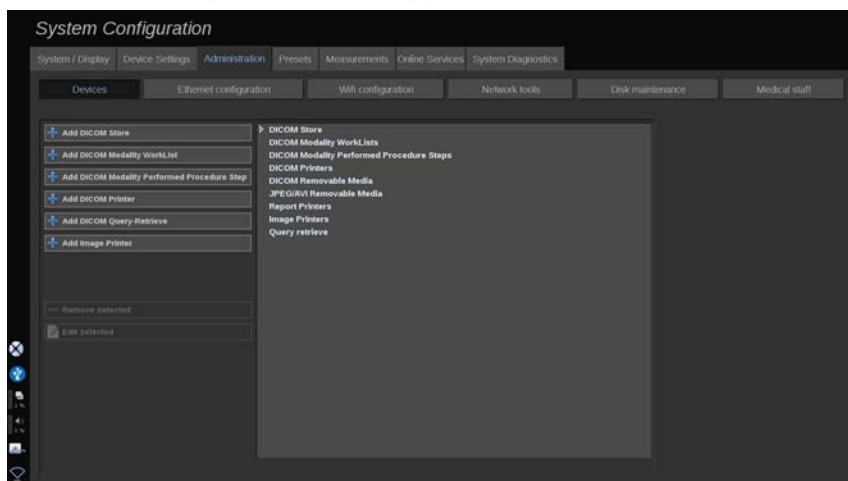 System Configuration
System / Display Device Settings Administration Presets Measurements Online Services System Diagnostics
Devices Ethernet configuration Wifi configuration Network tools Disk maintenance Medical staff
Add DICOM Store
Add DICOM Modality WorkList
Add DICOM Modality Performed Procedure Step
Add DICOM Printer
Add DICOM Query-Retrieve
Add Image Printer
Remove Selected
Edit Selected
DICOM Store
DICOM Modality WorkLists
DICOM Modality Performed Procedure Steps
DICOM Printers
DICOM Removable Media
JPEG/AVI Removable Media
Report Printers
Image Printers
Query retrieve